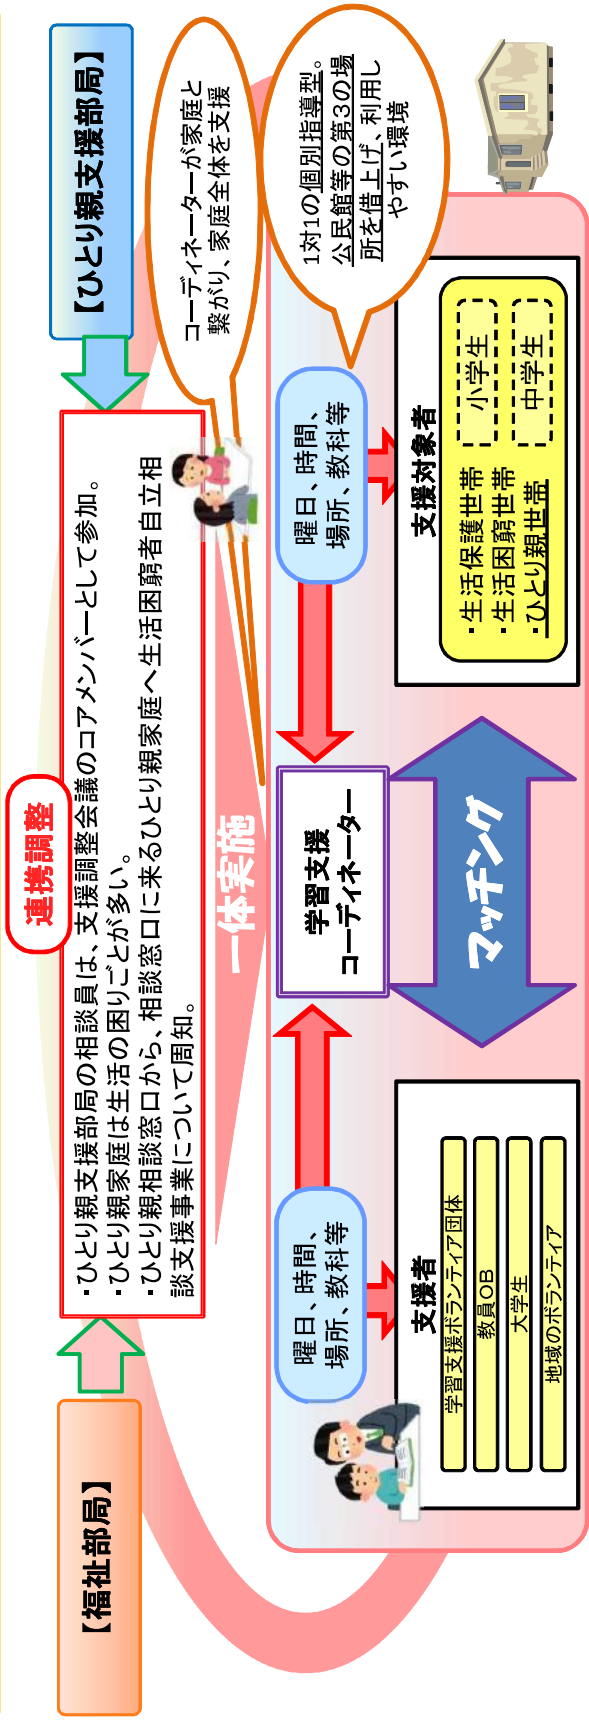 連携調整
【福祉部局】
【ひとり親支援部局】
・ひとり親支援部局の相談員は、支援調整会議のコアメンバーとして参加。
・ひとり親家庭は生活の困りごとが多い。
・ひとり親相談窓口から、相談窓口に来るひとり親家庭へ生活困窮者自立相
談支援事業について周知。
コーディネーターが家庭と
繋がり、家庭全体を支援
一体実施
1対1の個別指導型。
公民館等の第3の場
所を借上げ、利用し
やすい環境
曜日、時間、
場所、教科等
学習支援
コーディネーター
曜日、時間、
場所、教科等
支援者
学習支援ボランティア団体
教員OB
大学生
地域のボランティア
マッチング
支援対象者
・生活保護世帯
・生活困窮世帯
・ひとり親世帯
小学生
中学生